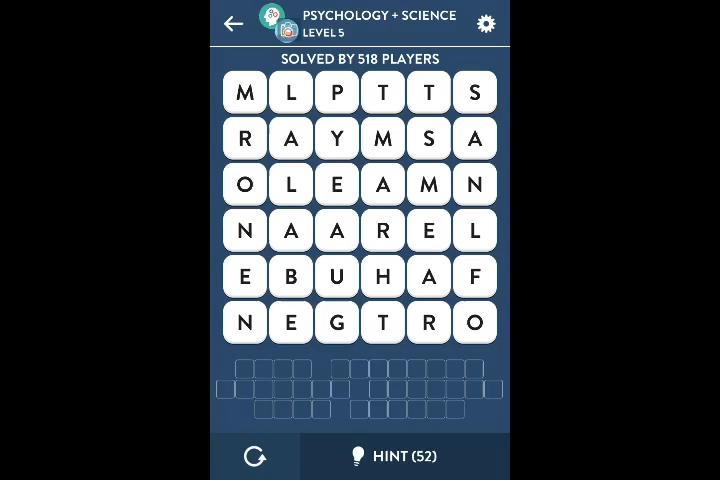 PSYCHOLOGY + SCIENCE
LEVEL 5
SOLVED BY 518 PLAYERS
M L P T T S
R A Y M S A
O L E A M N
N A A R E L
E B U H A F
N E G T R O
HINT (52)